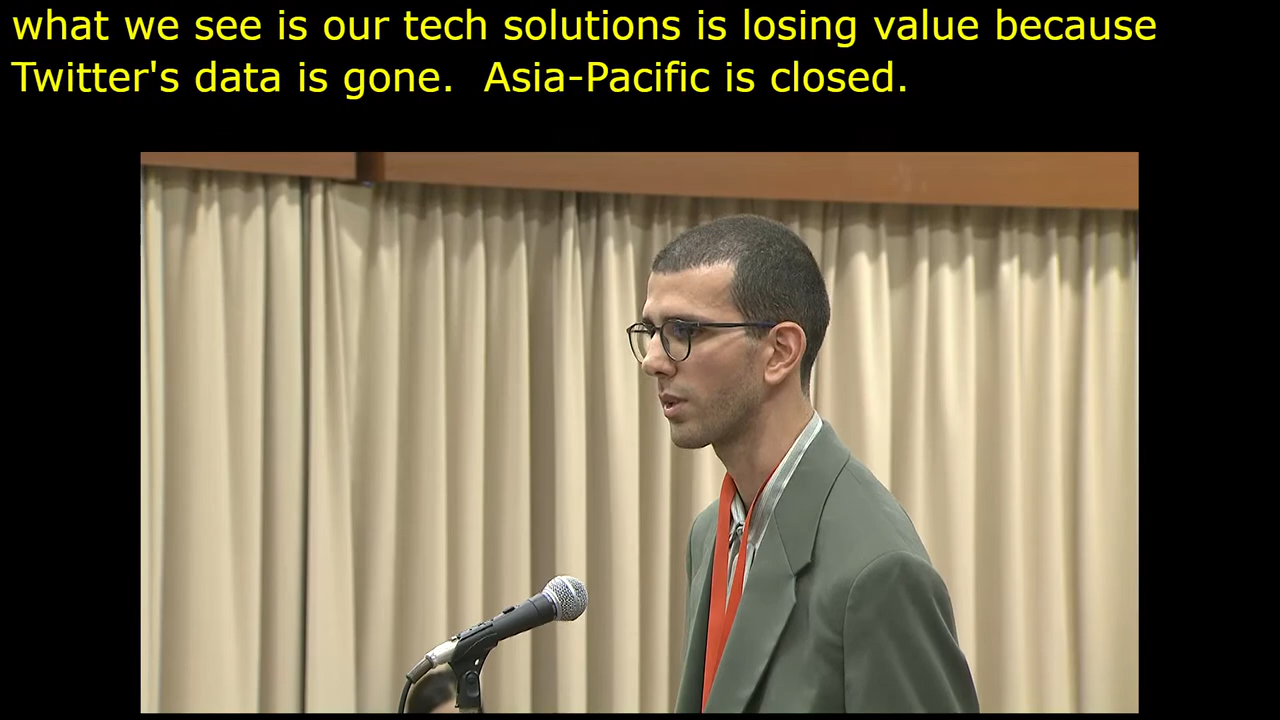 what we see is our tech solutions is losing value because
Twitter's data is gone.  Asia-Pacific is closed.